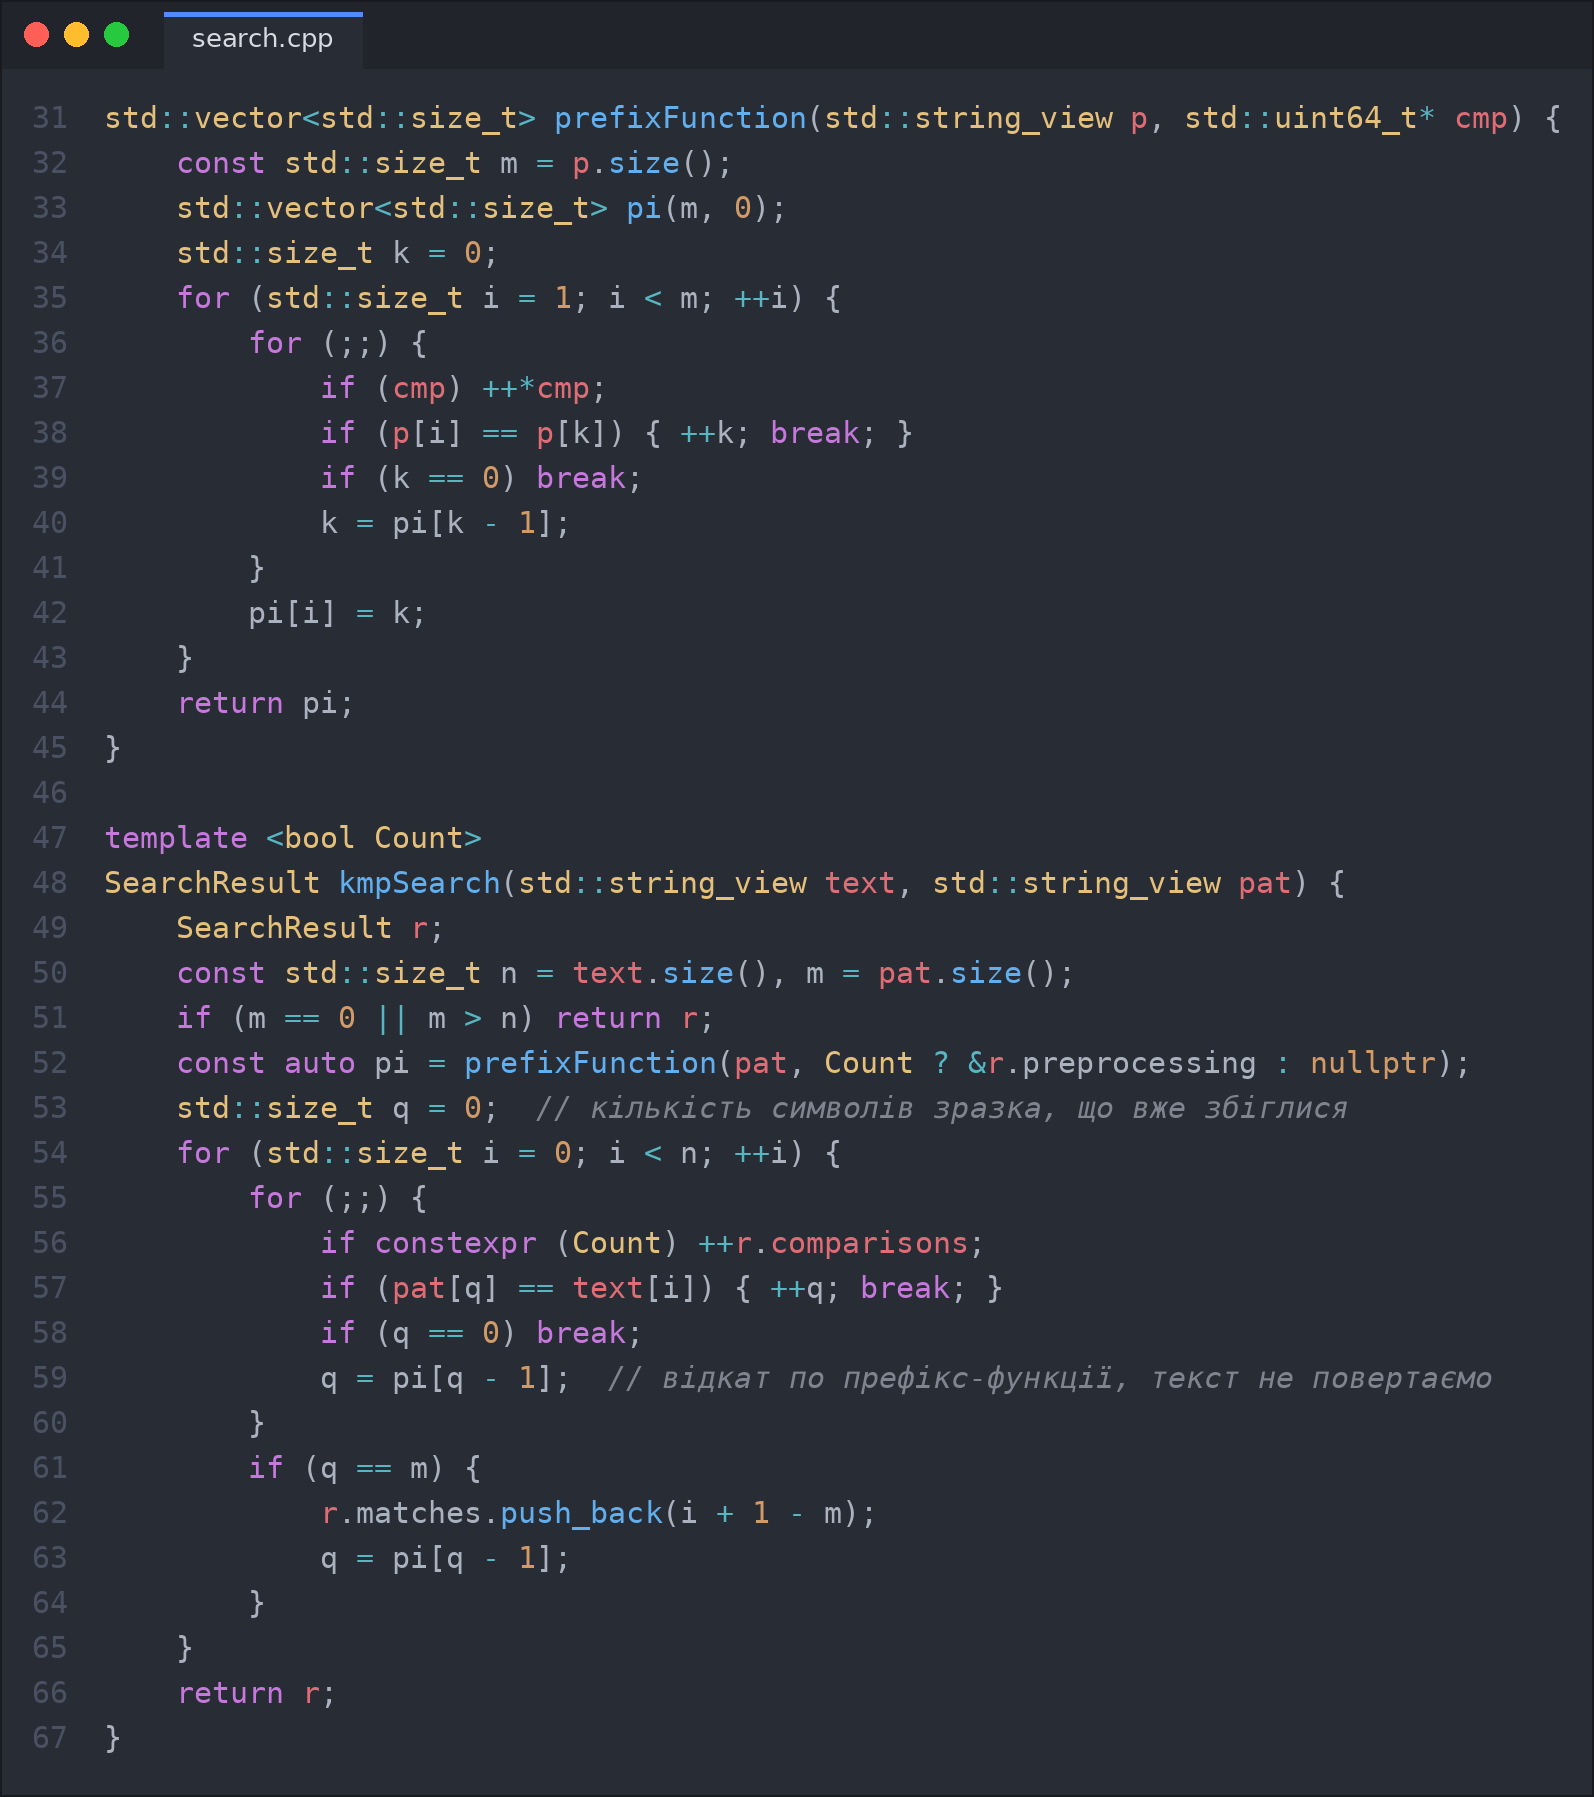 search.cpp
31 std::vector<std::size_t> prefixFunction(std::string_view p, std::uint64_t* cmp) {
32     const std::size_t m = p.size();
33     std::vector<std::size_t> pi(m, 0);
34     std::size_t k = 0;
35     for (std::size_t i = 1; i < m; ++i) {
36         for (;;) {
37             if (cmp) ++*cmp;
38             if (p[i] == p[k]) { ++k; break; }
39             if (k == 0) break;
40             k = pi[k - 1];
41         }
42         pi[i] = k;
43     }
44     return pi;
45 }
46
47 template <bool Count>
48 SearchResult kmpSearch(std::string_view text, std::string_view pat) {
49     SearchResult r;
50     const std::size_t n = text.size(), m = pat.size();
51     if (m == 0 || m > n) return r;
52     const auto pi = prefixFunction(pat, Count ? &r.preprocessing : nullptr);
53     std::size_t q = 0;  // кількість символів зразка, що вже збіглися
54     for (std::size_t i = 0; i < n; ++i) {
55         for (;;) {
56             if constexpr (Count) ++r.comparisons;
57             if (pat[q] == text[i]) { ++q; break; }
58             if (q == 0) break;
59             q = pi[q - 1];  // відкат по префікс-функції, текст не повертаємо
60         }
61         if (q == m) {
62             r.matches.push_back(i + 1 - m);
63             q = pi[q - 1];
64         }
65     }
66     return r;
67 }